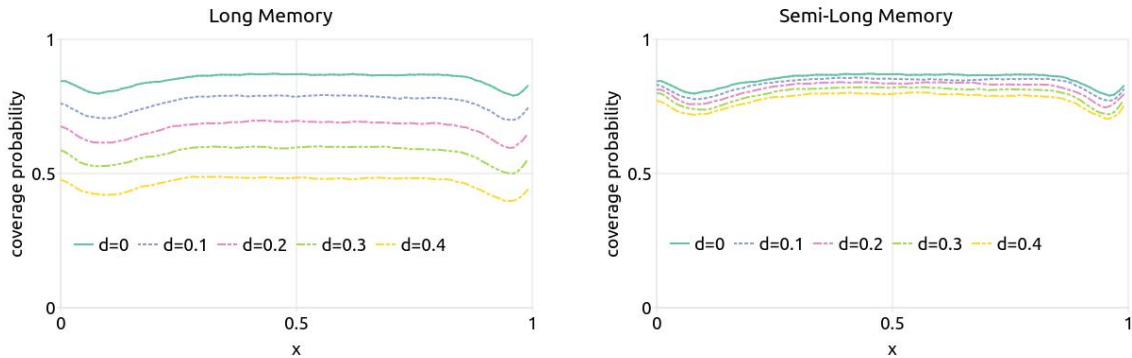 Long Memory
1
0.5
0
coverage probability
d=0 d=0.1 d=0.2 d=0.3 d=0.4
0 0.5 1
x
Semi-Long Memory
1
0.5
0
coverage probability
d=0 d=0.1 d=0.2 d=0.3 d=0.4
0 0.5 1
x